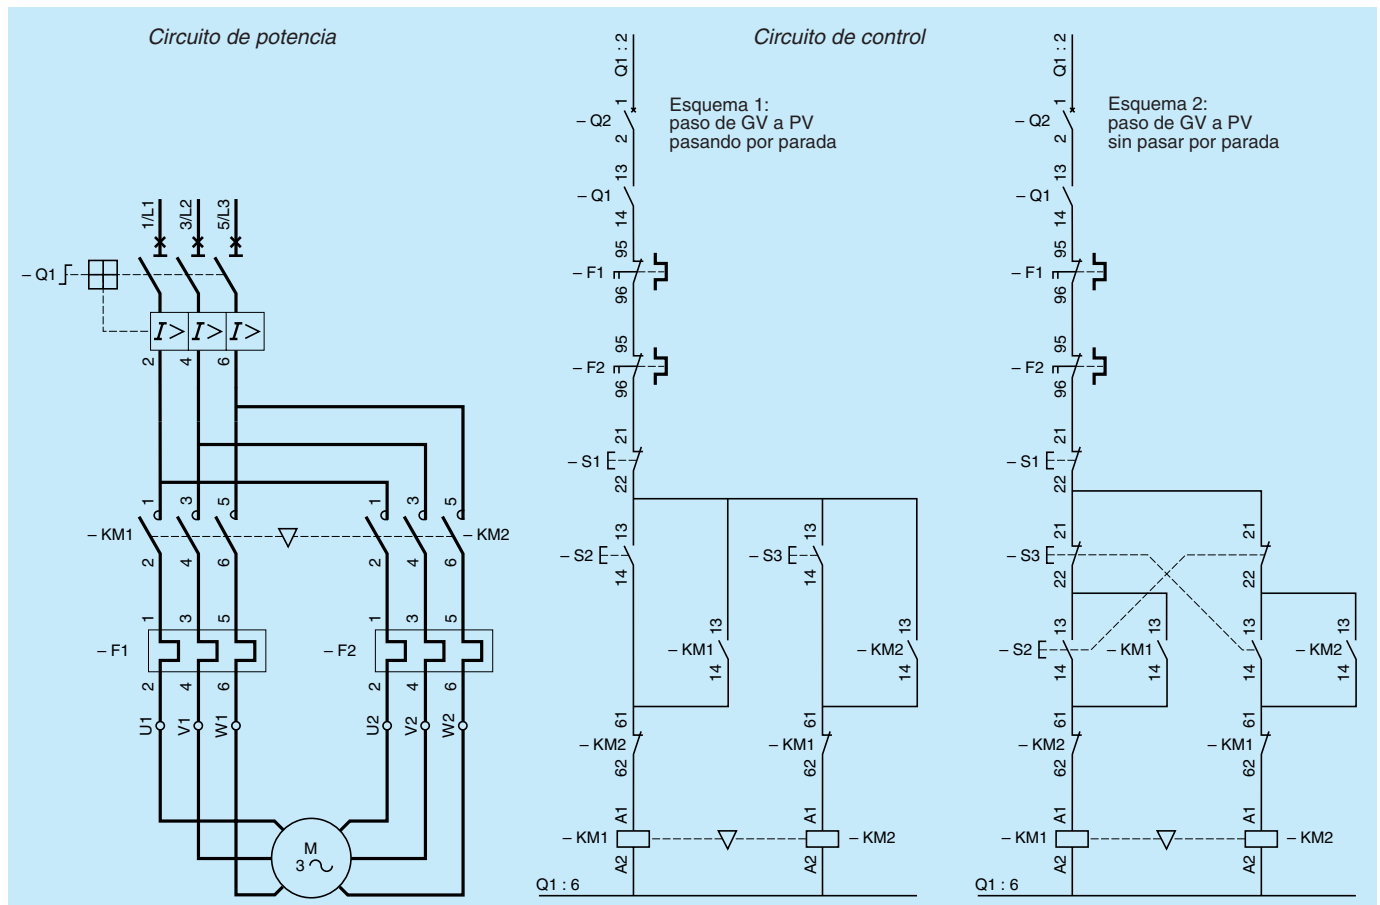 Circuito de potencia
1/L1
3/L2
5/L3
– Q1
I>
I>
I>
2
4
6
1
3
5
1
3
5
– KM1
– KM2
2
4
6
2
4
6
1
3
5
1
3
5
– F1
– F2
2
4
6
2
4
6
U1
V1
W1
U2
V2
W2
M
3
Circuito de control
Q1 : 2
Esquema 1:
paso de GV a PV
pasando por parada
1
– Q2
2
13
– Q1
14
95
– F1
96
95
– F2
96
21
– S1
22
13
– S2
14
13
– S3
14
13
– KM1
14
13
– KM2
14
61
– KM2
62
61
– KM1
62
A1
– KM1
A2
A1
– KM2
A2
Q1 : 6
Q1 : 2
Esquema 2:
paso de GV a PV
sin pasar por parada
1
– Q2
2
13
– Q1
14
95
– F1
96
95
– F2
96
21
– S1
22
21
– S3
22
21
22
13
– S2
14
13
– KM1
14
13
14
13
– KM2
14
61
– KM2
62
61
– KM1
62
A1
– KM1
A2
A1
– KM2
A2
Q1 : 6